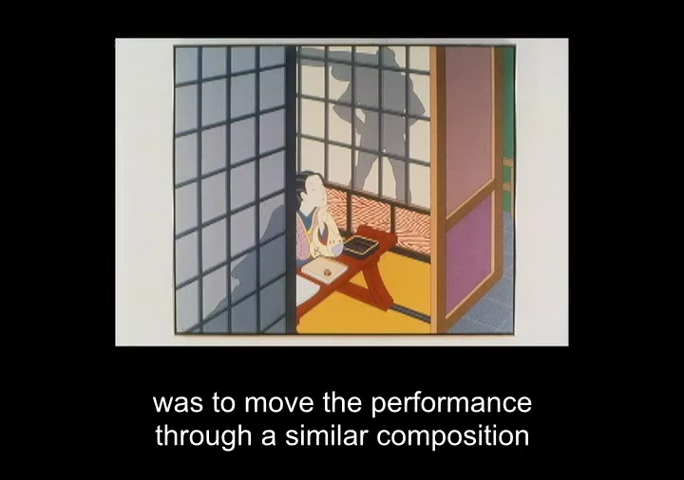 was to move the performance
through a similar composition